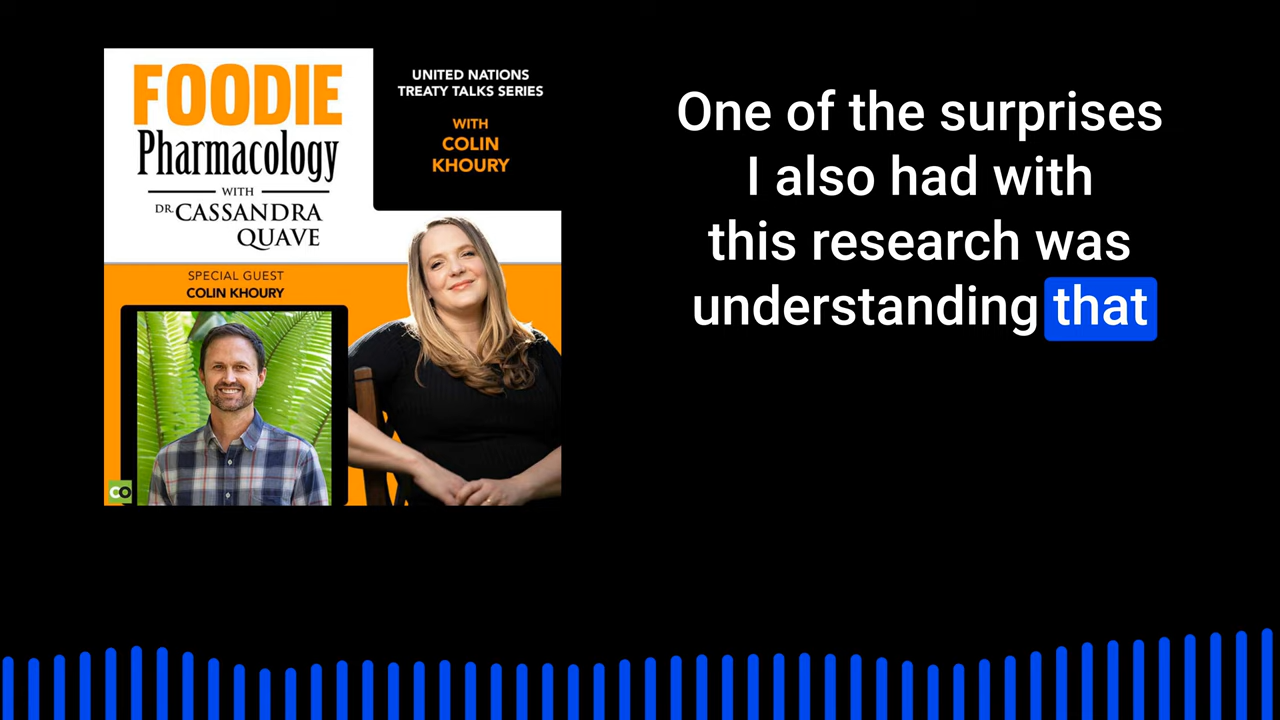 FOODIE
Pharmacology
WITH
DR. CASSANDRA
QUAVE
UNITED NATIONS
TREATY TALKS SERIES
WITH
COLIN
KHOURY
SPECIAL GUEST
COLIN KHOURY
CO
One of the surprises
I also had with
this research was
understanding that